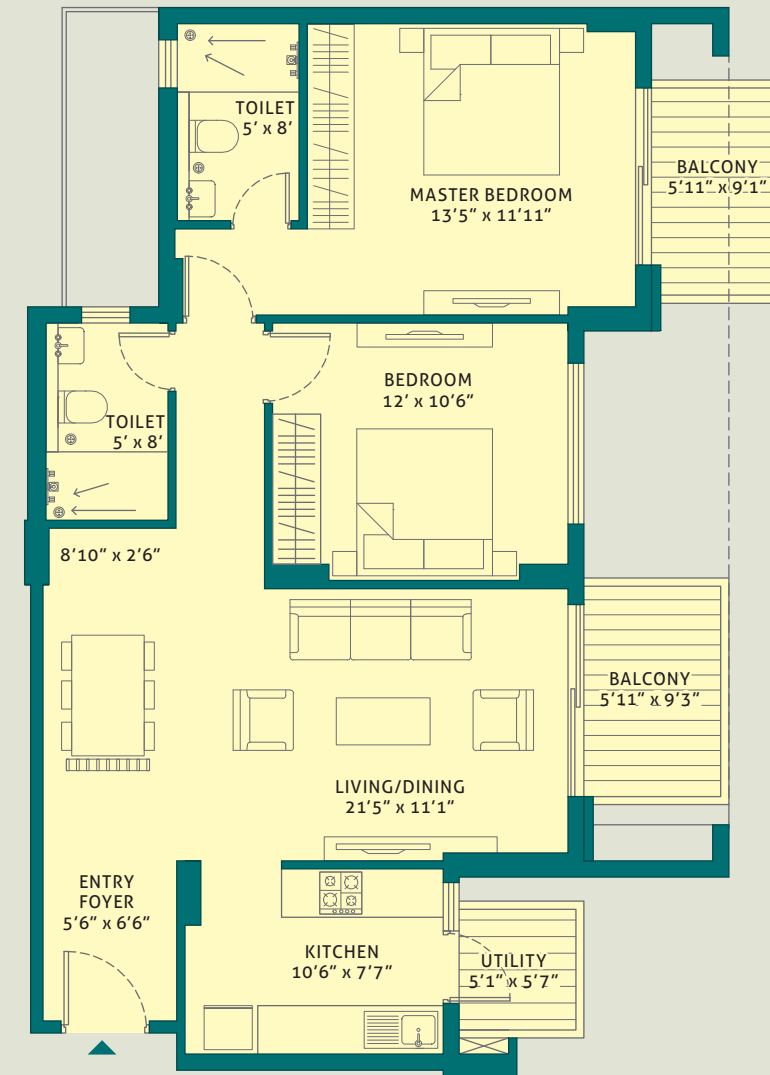 TOILET
5' x 8'
MASTER BEDROOM
13'5" x 11'11"
BALCONY
5'11" x 9'1"
BEDROOM
12' x 10'6"
TOILET
5' x 8'
8'10" x 2'6"
BALCONY
5'11" x 9'3"
LIVING/DINING
21'5" x 11'1"
ENTRY
FOYER
5'6" x 6'6"
KITCHEN
10'6" x 7'7"
UTILITY
5'1" x 5'7"